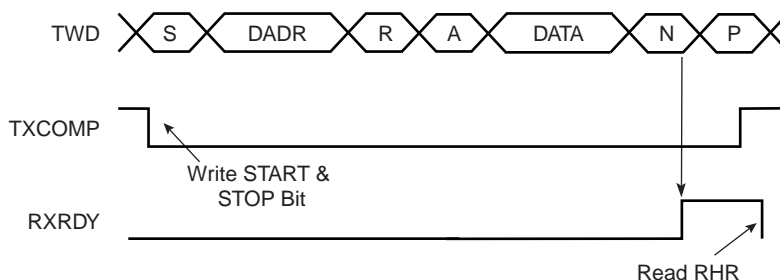 TWD S DADR R A DATA N P
TXCOMP
Write START &
STOP Bit
RXRDY
Read RHR